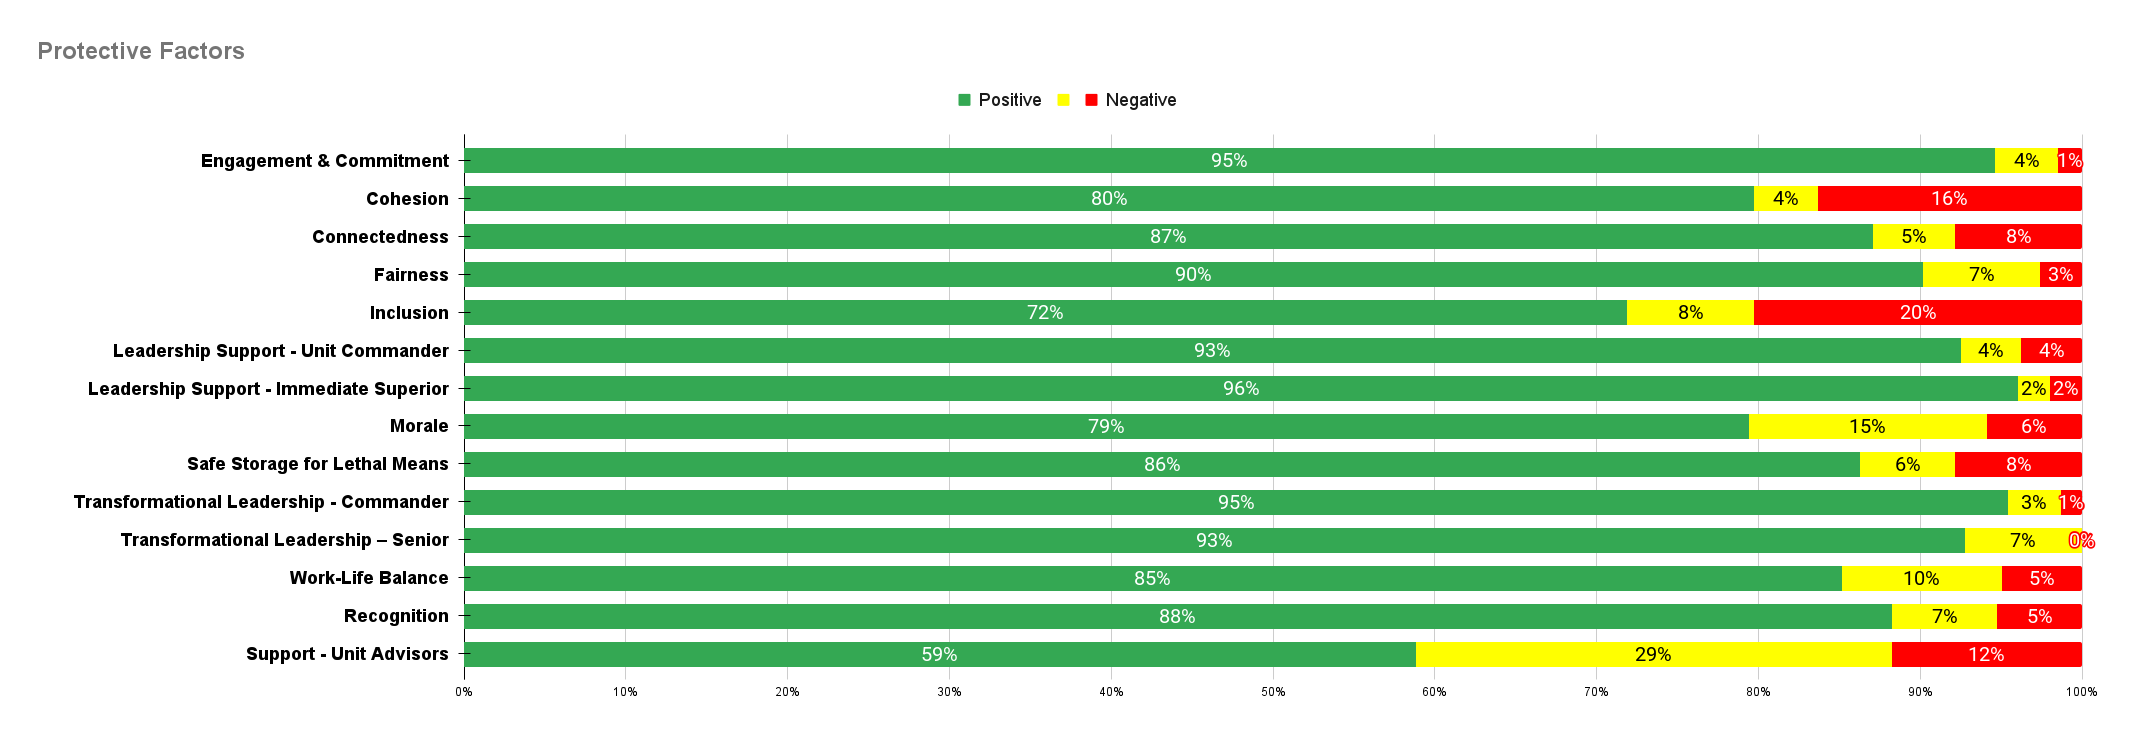 Protective Factors
Positive Negative
Engagement & Commitment 95% 4% 1%
Cohesion 80% 4% 16%
Connectedness 87% 5% 8%
Fairness 90% 7% 3%
Inclusion 72% 8% 20%
Leadership Support - Unit Commander 93% 4% 4%
Leadership Support - Immediate Superior 96% 2% 2%
Morale 79% 15% 6%
Safe Storage for Lethal Means 86% 6% 8%
Transformational Leadership - Commander 95% 3% 1%
Transformational Leadership – Senior 93% 7% 0%
Work-Life Balance 85% 10% 5%
Recognition 88% 7% 5%
Support - Unit Advisors 59% 29% 12%
0% 10% 20% 30% 40% 50% 60% 70% 80% 90% 100%